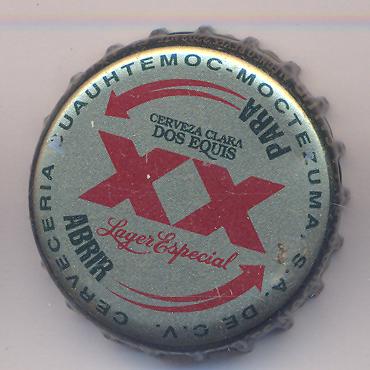 CERVECERIA CUAUHTEMOC-MOCTEZUMA, S.A. DE C.V.
PARA
ABRIR
CERVEZA CLARA
DOS EQUIS
XX
Lager Especial